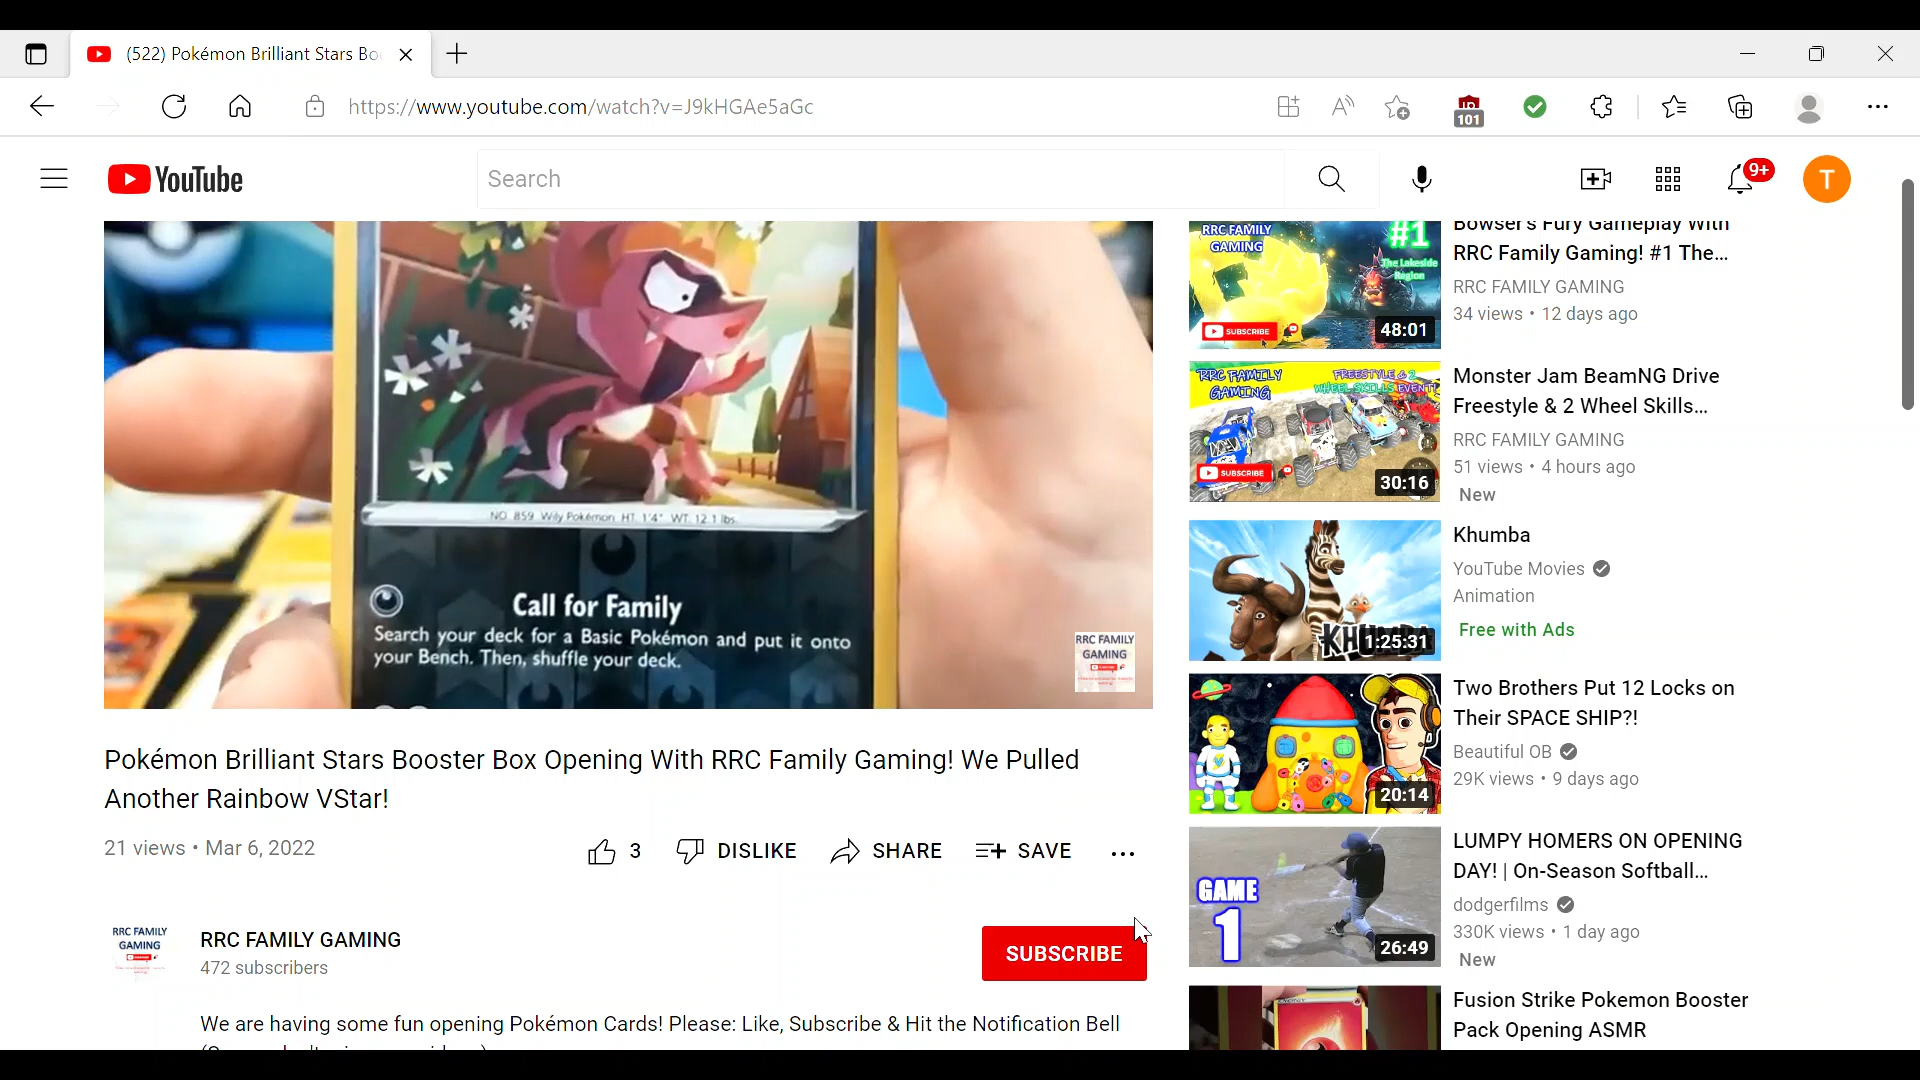 (522) Pokémon Brilliant Stars Bo
https://www.youtube.com/watch?v=J9kHGAe5aGc
101
YouTube
Search
9+
T
NO. 859 Wily Pokémon HT. 1'4" WT. 12.1 lbs.
Call for Family
Search your deck for a Basic Pokémon and put it onto
your Bench. Then, shuffle your deck.
RRC FAMILY
GAMING
Pokémon Brilliant Stars Booster Box Opening With RRC Family Gaming! We Pulled
Another Rainbow VStar!
21 views • Mar 6, 2022
3
DISLIKE
SHARE
SAVE
RRC FAMILY
GAMING
RRC FAMILY GAMING
472 subscribers
SUBSCRIBE
We are having some fun opening Pokémon Cards! Please: Like, Subscribe & Hit the Notification Bell
RRC FAMILY
GAMING
#1
The Lakeside
Region
SUBSCRIBE
48:01
Bowser's Fury Gameplay With
RRC Family Gaming! #1 The...
RRC FAMILY GAMING
34 views • 12 days ago
RRC FAMILY
GAMING
FREESTYLE & 2
WHEEL SKILLS EVENT!
SUBSCRIBE
30:16
Monster Jam BeamNG Drive
Freestyle & 2 Wheel Skills...
RRC FAMILY GAMING
51 views • 4 hours ago
New
1:25:31
Khumba
YouTube Movies
Animation
Free with Ads
20:14
Two Brothers Put 12 Locks on
Their SPACE SHIP?!
Beautiful OB
29K views • 9 days ago
GAME
1
26:49
LUMPY HOMERS ON OPENING
DAY! | On-Season Softball...
dodgerfilms
330K views • 1 day ago
New
Fusion Strike Pokemon Booster
Pack Opening ASMR